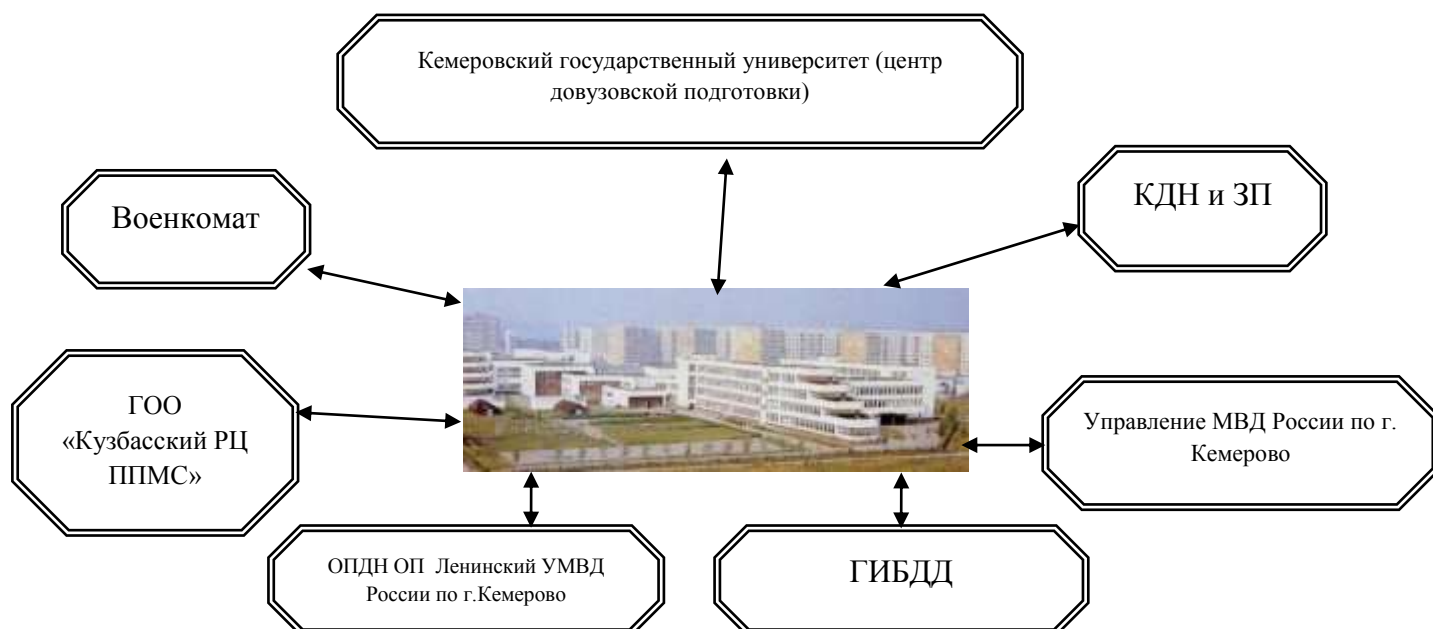 Кемеровский государственный университет (центр
довузовской подготовки)
Военкомат
КДН и ЗП
ГОО
«Кузбасский РЦ
ППМС»
Управление МВД России по г.
Кемерово
ОПДН ОП  Ленинский УМВД
России по г.Кемерово
ГИБДД